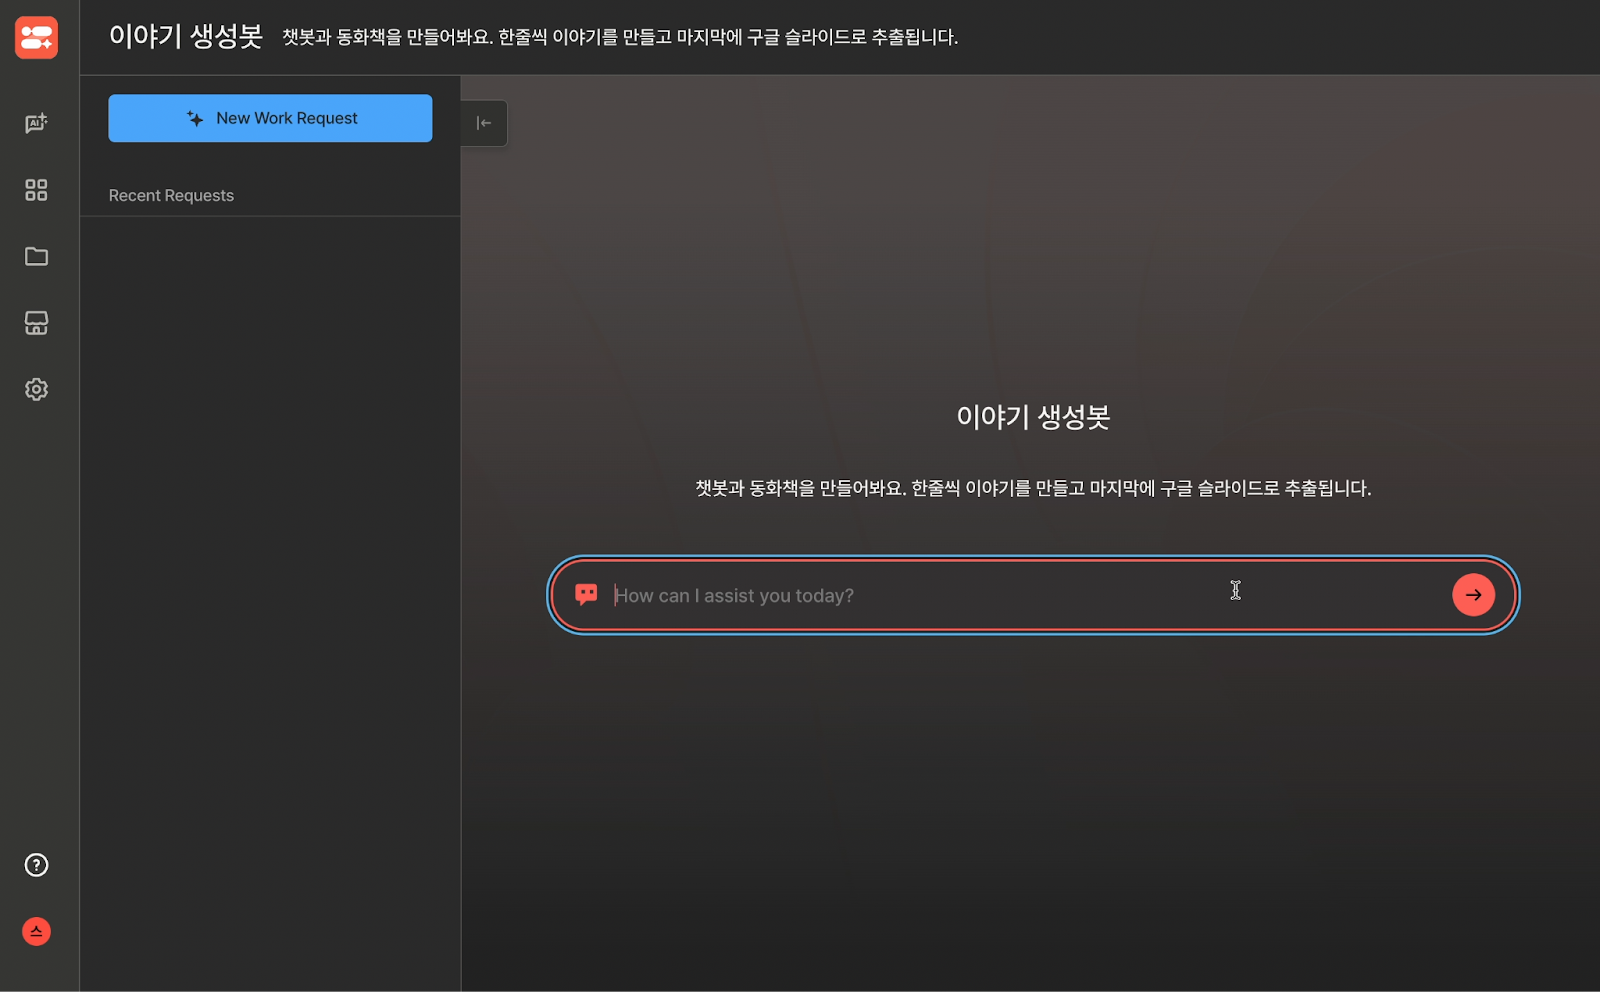 이야기 생성봇 챗봇과 동화책을 만들어봐요. 한줄씩 이야기를 만들고 마지막에 구글 슬라이드로 추출됩니다.
AI
New Work Request
Recent Requests
이야기 생성봇
챗봇과 동화책을 만들어봐요. 한줄씩 이야기를 만들고 마지막에 구글 슬라이드로 추출됩니다.
How can I assist you today?
?
스